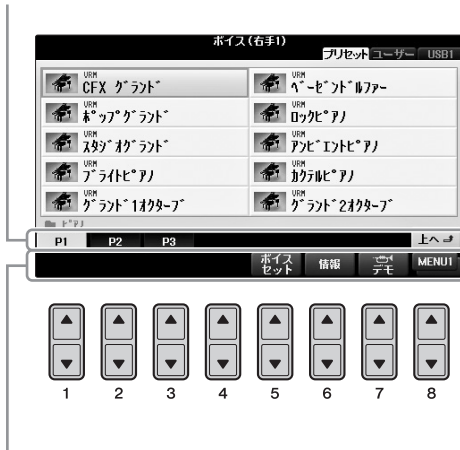 ボイス(右手1)
プリセット ユーザー USB1
VRM CFX グランド
VRM ベーゼンドルファー
VRM ポップグランド
VRM ロックピアノ
VRM スタジオグランド
VRM アンビエントピアノ
VRM ブライトピアノ
VRM カクテルピアノ
VRM グランド1オクターブ
VRM グランド2オクターブ
ピアノ
P1 P2 P3 上へ
ボイスセット 情報 デモ MENU1
1 2 3 4 5 6 7 8